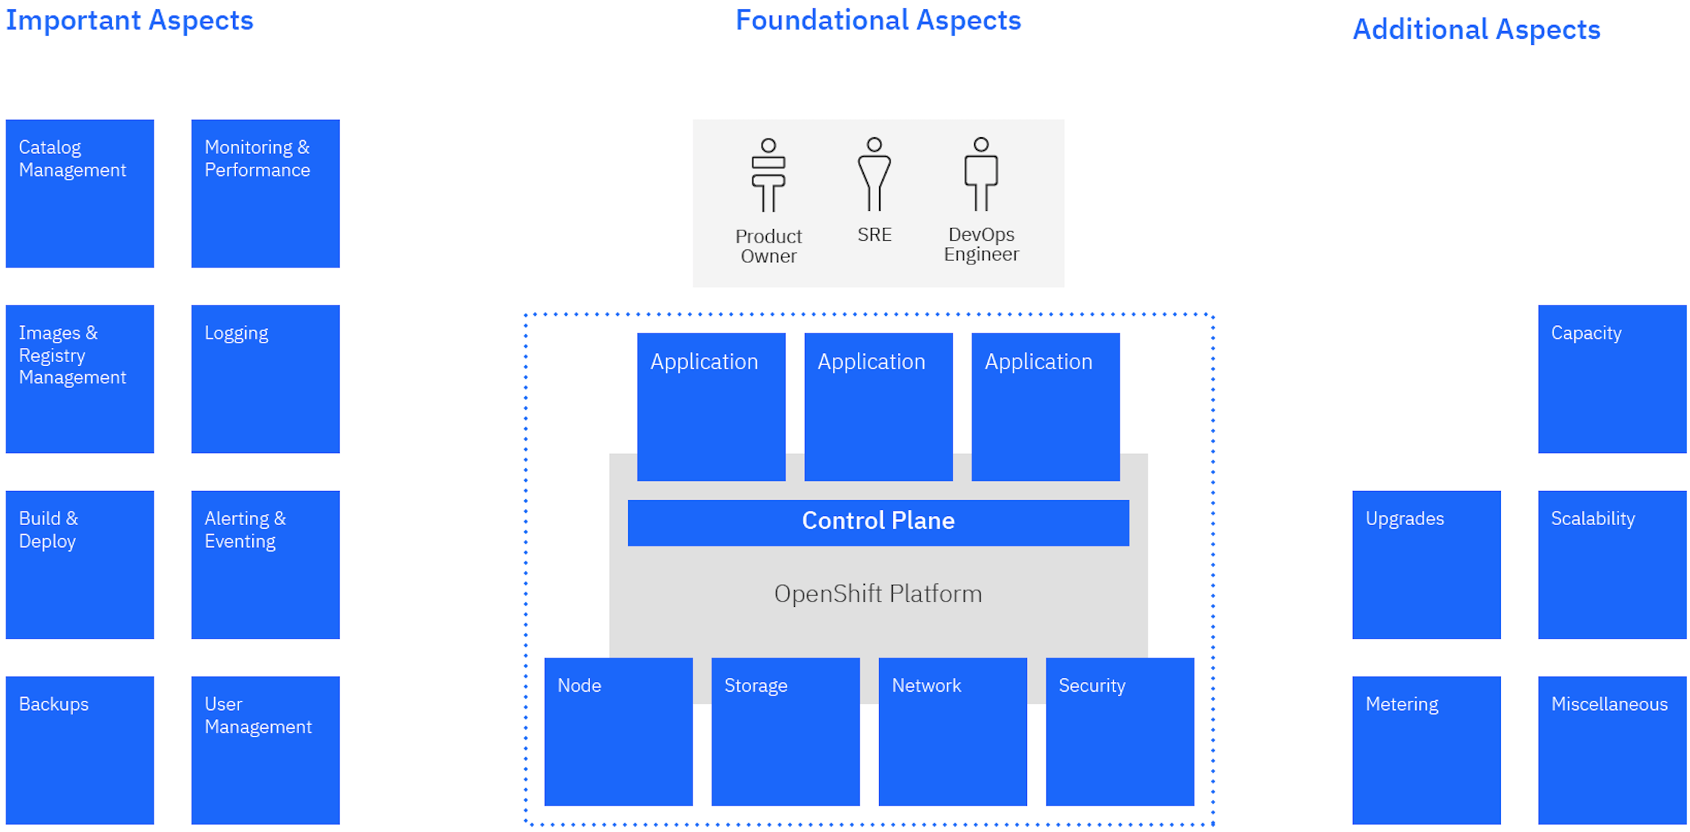 Important Aspects
Catalog
Management
Monitoring &
Performance
Images &
Registry
Management
Logging
Build &
Deploy
Alerting &
Eventing
Backups
User
Management
Foundational Aspects
Product
Owner
SRE
DevOps
Engineer
Application
Application
Application
Control Plane
OpenShift Platform
Node
Storage
Network
Security
Additional Aspects
Capacity
Upgrades
Scalability
Metering
Miscellaneous